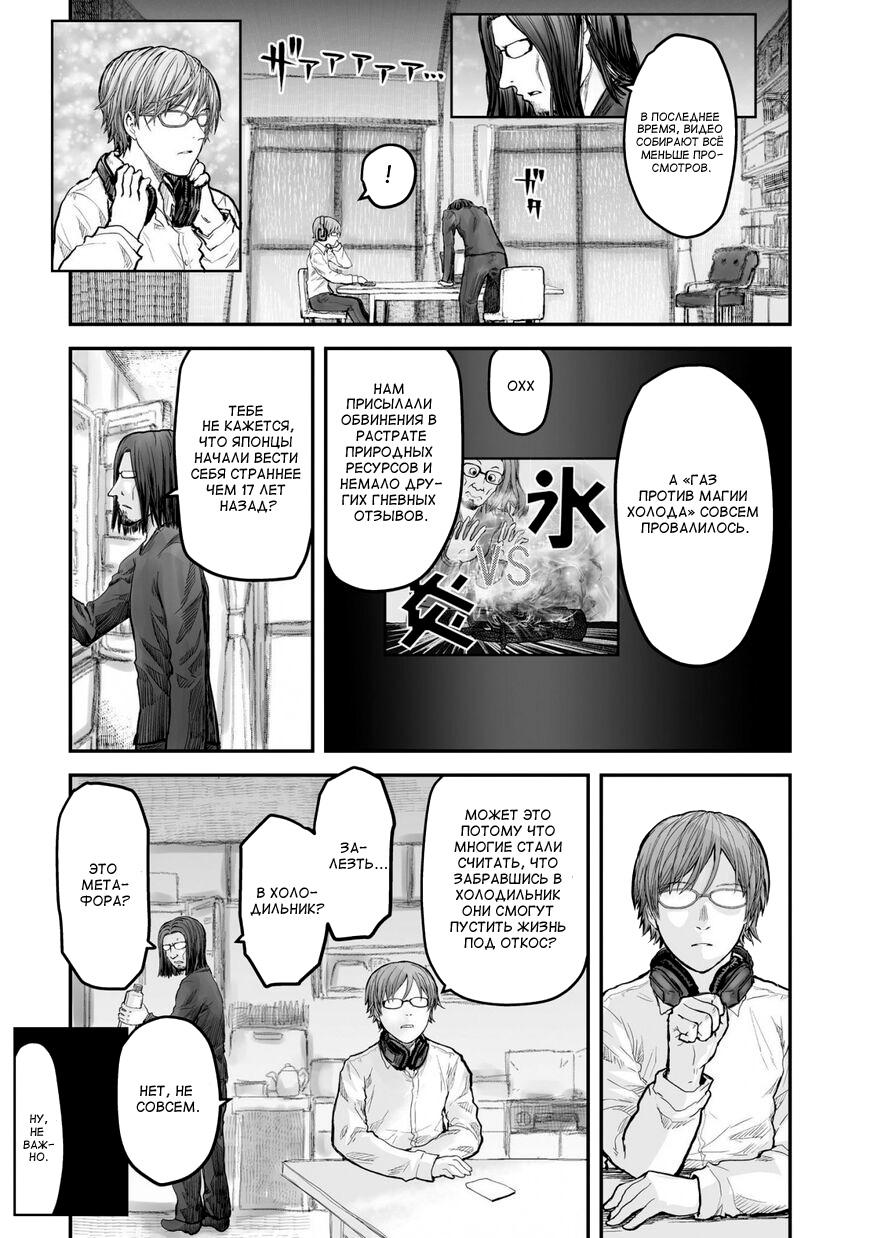 В ПОСЛЕДНЕЕ
ВРЕМЯ, ВИДЕО
СОБИРАЮТ ВСЁ
МЕНЬШЕ ПРО-
СМОТРОВ.
ザァァァァァ...
!
ギシ
А «ГАЗ
ПРОТИВ МАГИИ
ХОЛОДА» СОВСЕМ
ПРОВАЛИЛОСЬ.
ОХХ
氷
VS
НАМ
ПРИСЫЛАЛИ
ОБВИНЕНИЯ В
РАСТРАТЕ
ПРИРОДНЫХ
РЕСУРСОВ И
НЕМАЛО ДРУ-
ГИХ ГНЕВНЫХ
ОТЗЫВОВ.
ТЕБЕ
НЕ КАЖЕТСЯ,
ЧТО ЯПОНЦЫ
НАЧАЛИ ВЕСТИ
СЕБЯ СТРАННЕЕ
ЧЕМ 17 ЛЕТ
НАЗАД?
МОЖЕТ ЭТО
ПОТОМУ ЧТО
МНОГИЕ СТАЛИ
СЧИТАТЬ, ЧТО
ЗАБРАВШИСЬ В
ХОЛОДИЛЬНИК
ОНИ СМОГУТ
ПУСТИТЬ ЖИЗНЬ
ПОД ОТКОС?
ЗА-
ЛЕЗТЬ...
В ХОЛО-
ДИЛЬНИК?
ЭТО
МЕТА-
ФОРА?
НЕТ, НЕ
СОВСЕМ.
НУ,
НЕ
ВАЖ-
НО.